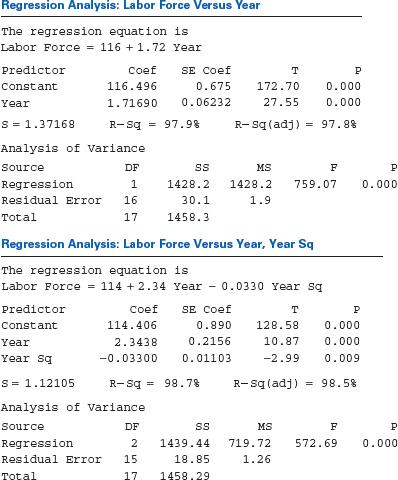 Regression Analysis: Labor Force Versus Year
The regression equation is
Labor Force = 116 + 1.72 Year
Predictor Coef SE Coef T P
Constant 116.496 0.675 172.70 0.000
Year 1.71690 0.06232 27.55 0.000
S = 1.37168 R-Sq = 97.9% R-Sq(adj) = 97.8%
Analysis of Variance
Source DF SS MS F P
Regression 1 1428.2 1428.2 759.07 0.000
Residual Error 16 30.1 1.9
Total 17 1458.3
Regression Analysis: Labor Force Versus Year, Year Sq
The regression equation is
Labor Force = 114 + 2.34 Year − 0.0330 Year Sq
Predictor Coef SE Coef T P
Constant 114.406 0.890 128.58 0.000
Year 2.3438 0.2156 10.87 0.000
Year Sq −0.03300 0.01103 −2.99 0.009
S = 1.12105 R-Sq = 98.7% R-Sq(adj) = 98.5%
Analysis of Variance
Source DF SS MS F P
Regression 2 1439.44 719.72 572.69 0.000
Residual Error 15 18.85 1.26
Total 17 1458.29